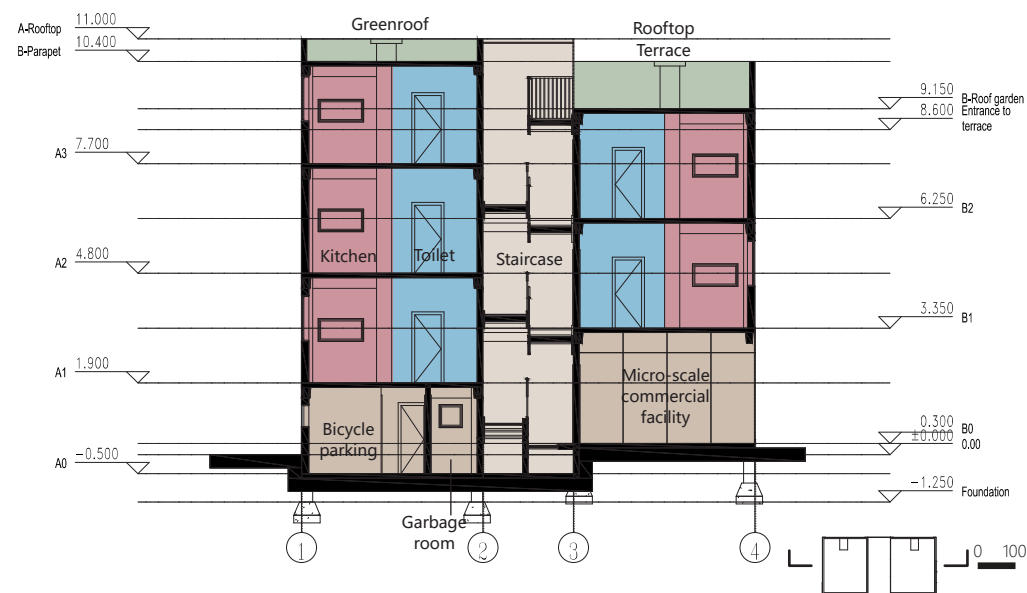 Greenroof
Rooftop
Terrace
A-Rooftop 11.000
B-Parapet 10.400
9.150 B-Roof garden
8.600 Entrance to
terrace
A3 7.700
6.250 B2
Kitchen Toilet Staircase
A2 4.800
3.350 B1
A1 1.900
Micro-scale
commercial
facility
Bicycle
parking
0.300 B0
±0.000 0.00
A0 -0.500
-1.250 Foundation
Garbage
room
1 2 3 4
0 100